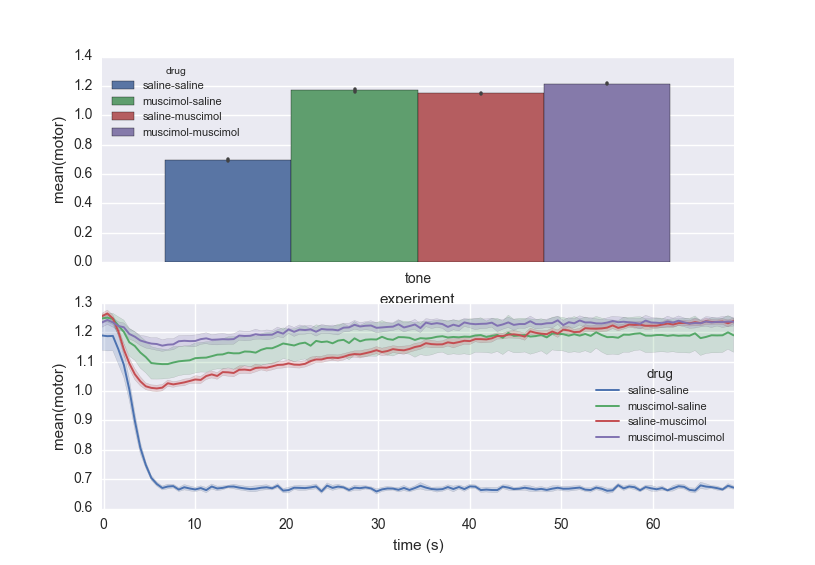 1.4
1.2
1.0
0.8
0.6
0.4
0.2
0.0
mean(motor)
drug
saline-saline
muscimol-saline
saline-muscimol
muscimol-muscimol
tone
experiment
1.3
1.2
1.1
1.0
0.9
0.8
0.7
0.6
mean(motor)
drug
saline-saline
muscimol-saline
saline-muscimol
muscimol-muscimol
0 10 20 30 40 50 60
time (s)